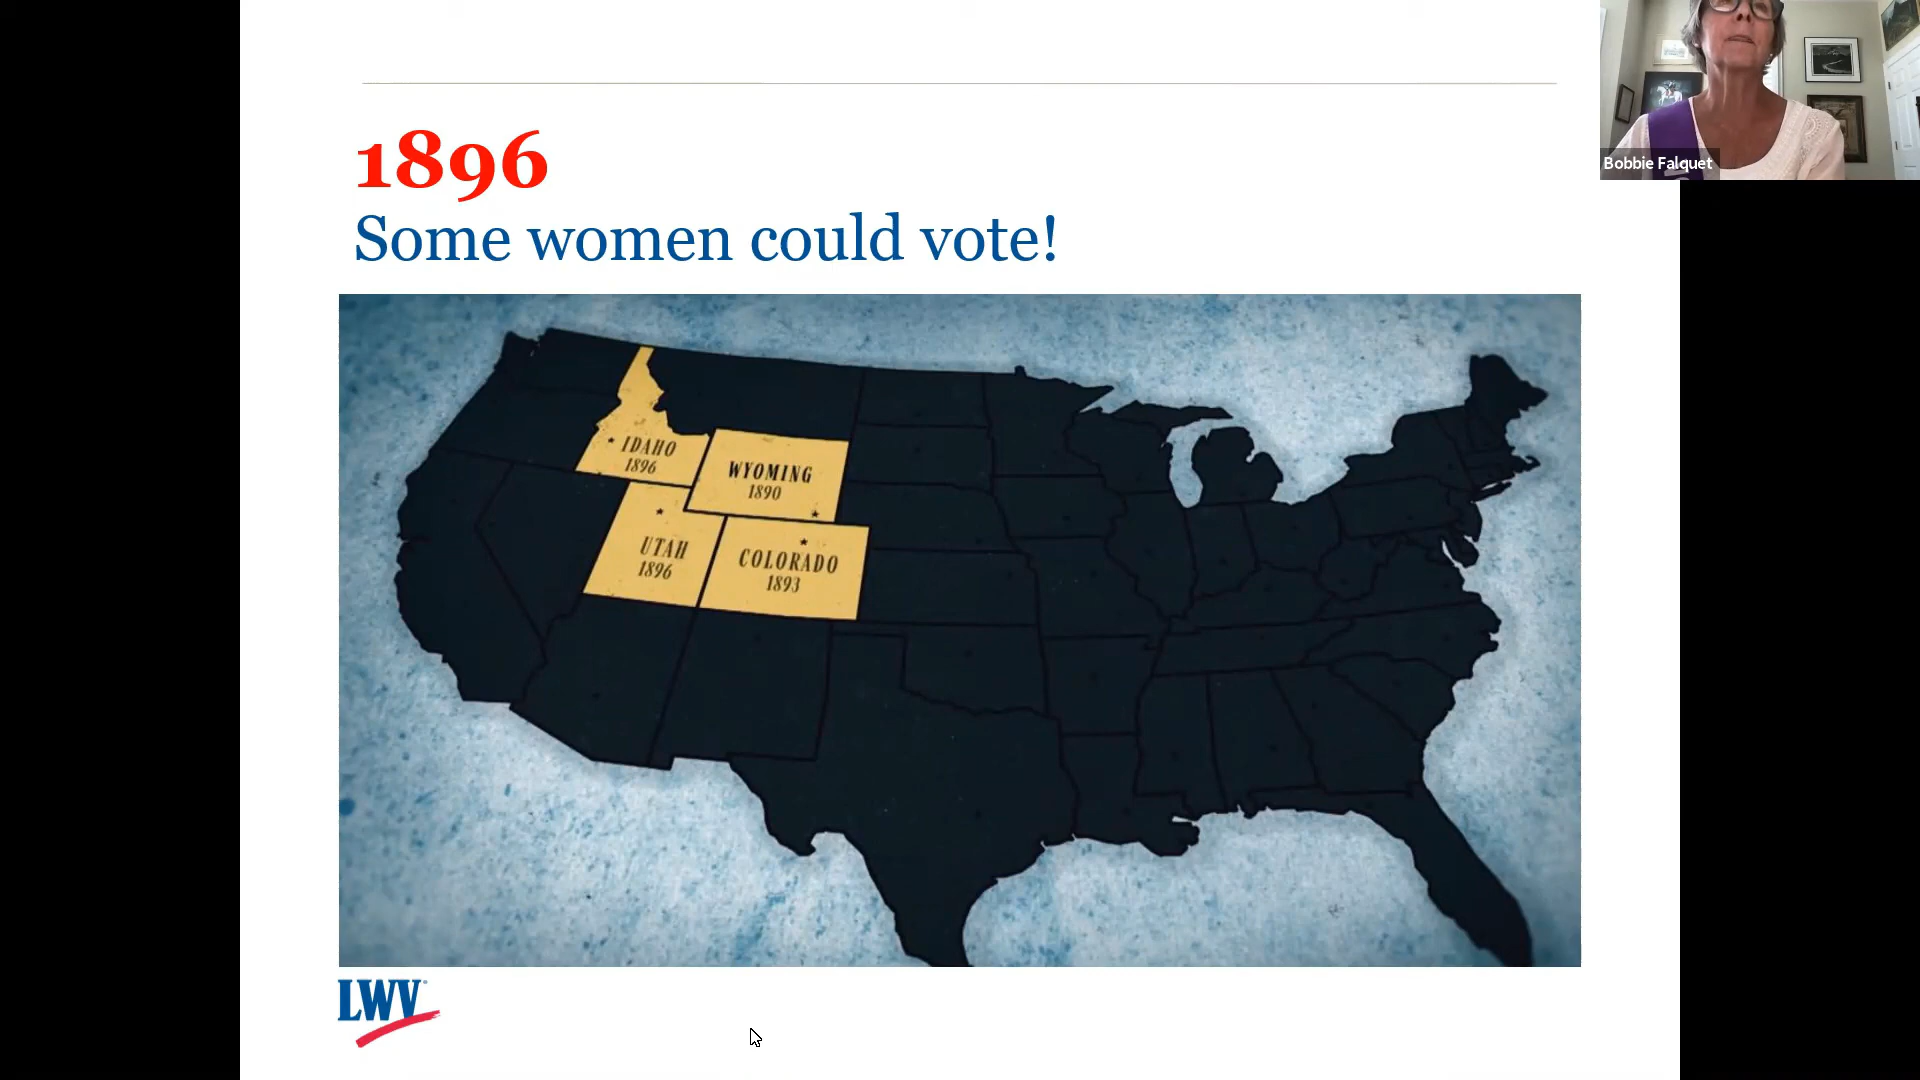 1896
Some women could vote!
Bobbie Falquet
IDAHO
1896
WYOMING
1890
UTAH
1896
COLORADO
1893
LWV